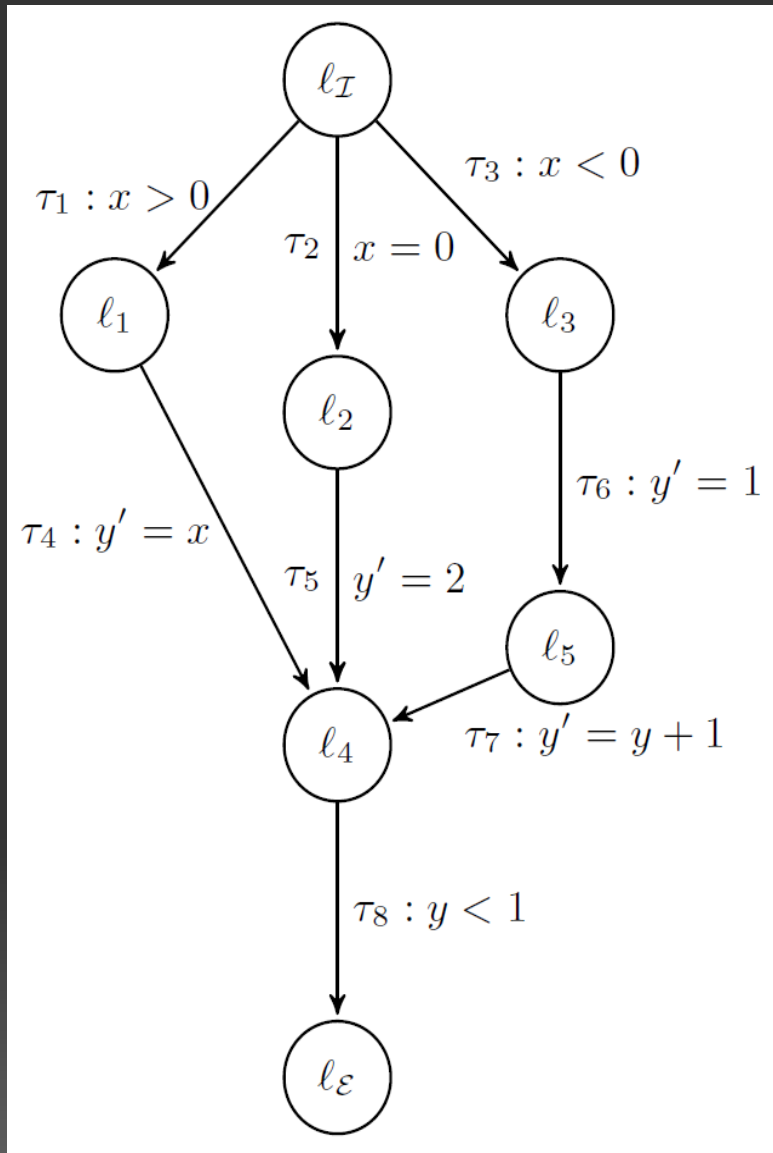 ℓ_ℐ
τ₁ : x > 0
τ₂ x = 0
τ₃ : x < 0
ℓ₁
ℓ₂
ℓ₃
τ₄ : y′ = x
τ₅ y′ = 2
τ₆ : y′ = 1
ℓ₅
ℓ₄
τ₇ : y′ = y + 1
τ₈ : y < 1
ℓ_ℰ